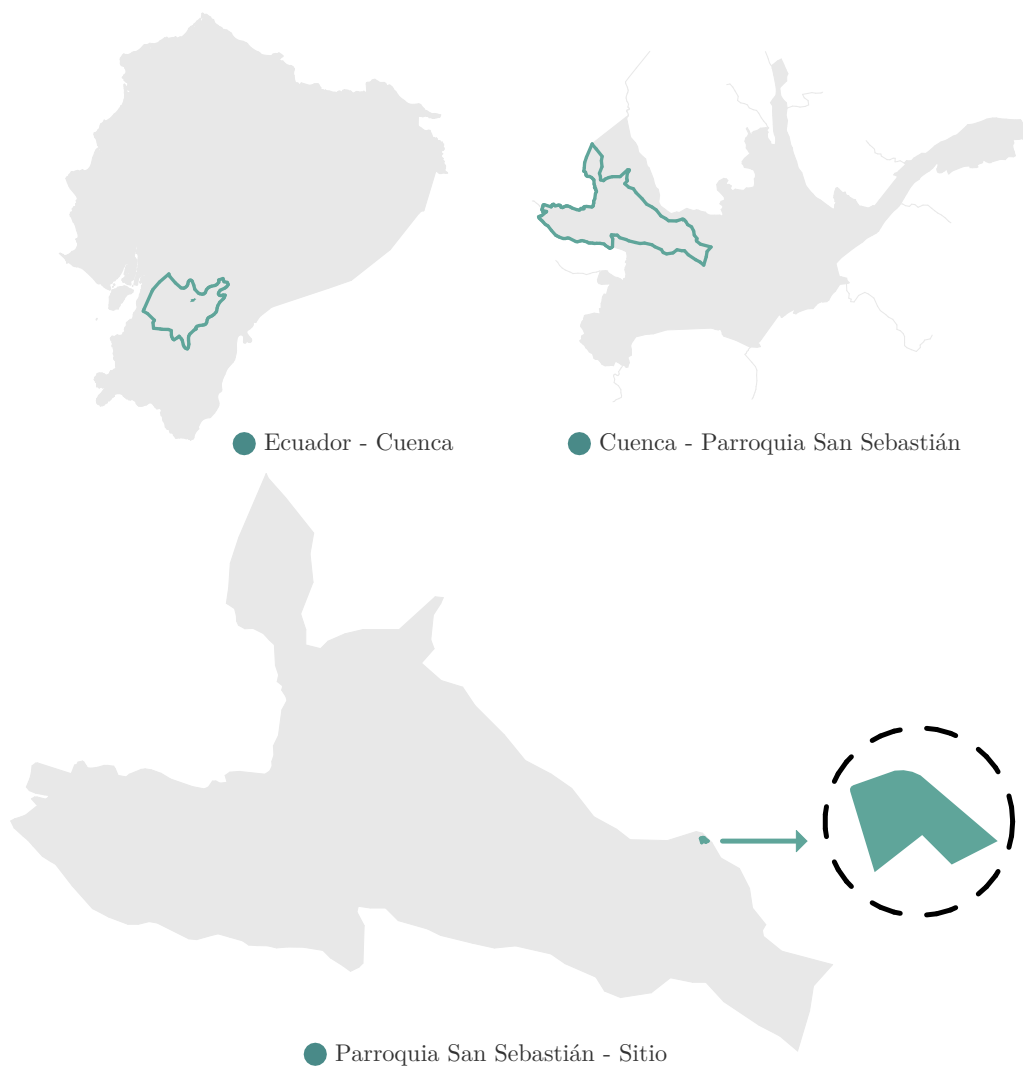 Ecuador - Cuenca
Cuenca - Parroquia San Sebastián
Parroquia San Sebastián - Sitio